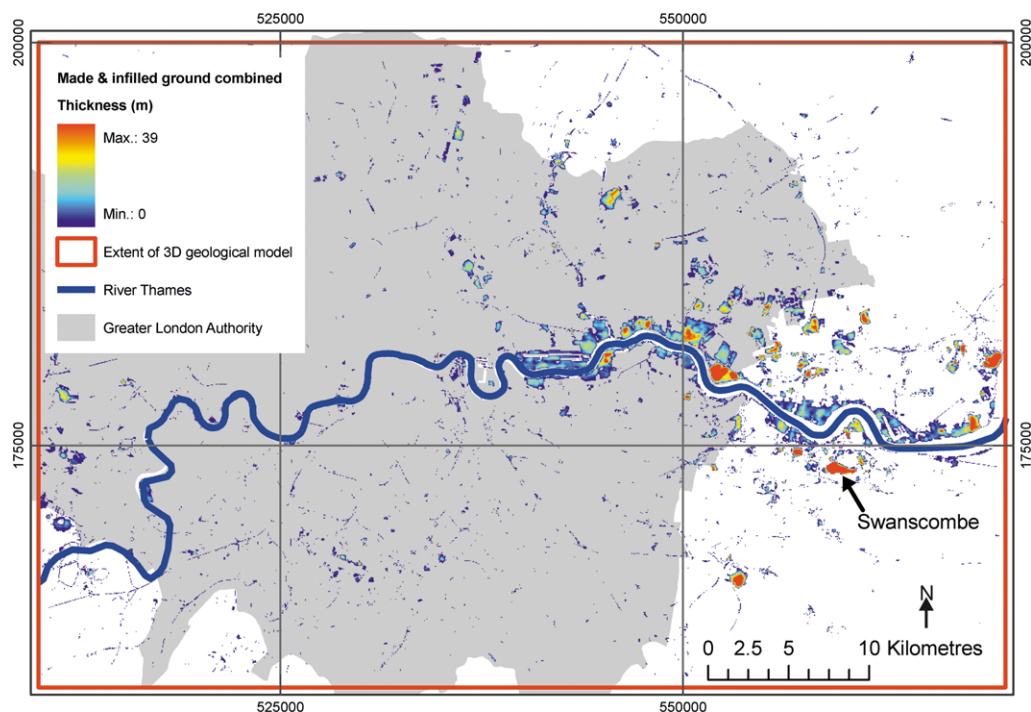 525000
550000
200000
200000
Made & infilled ground combined
Thickness (m)
Max.: 39
Min.: 0
Extent of 3D geological model
River Thames
Greater London Authority
175000
175000
Swanscombe
N
0 2.5 5 10 Kilometres
525000
550000